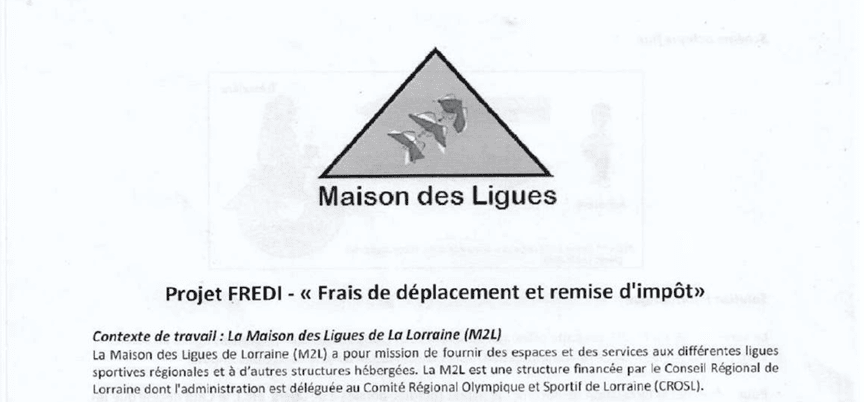 Maison des Ligues
Projet FREDI - « Frais de déplacement et remise d'impôt»
Contexte de travail : La Maison des Ligues de La Lorraine (M2L)
La Maison des Ligues de Lorraine (M2L) a pour mission de fournir des espaces et des services aux différentes ligues
sportives régionales et à d'autres structures hébergées. La M2L est une structure financée par le Conseil Régional de
Lorraine dont l'administration est déléguée au Comité Régional Olympique et Sportif de Lorraine (CROSL).